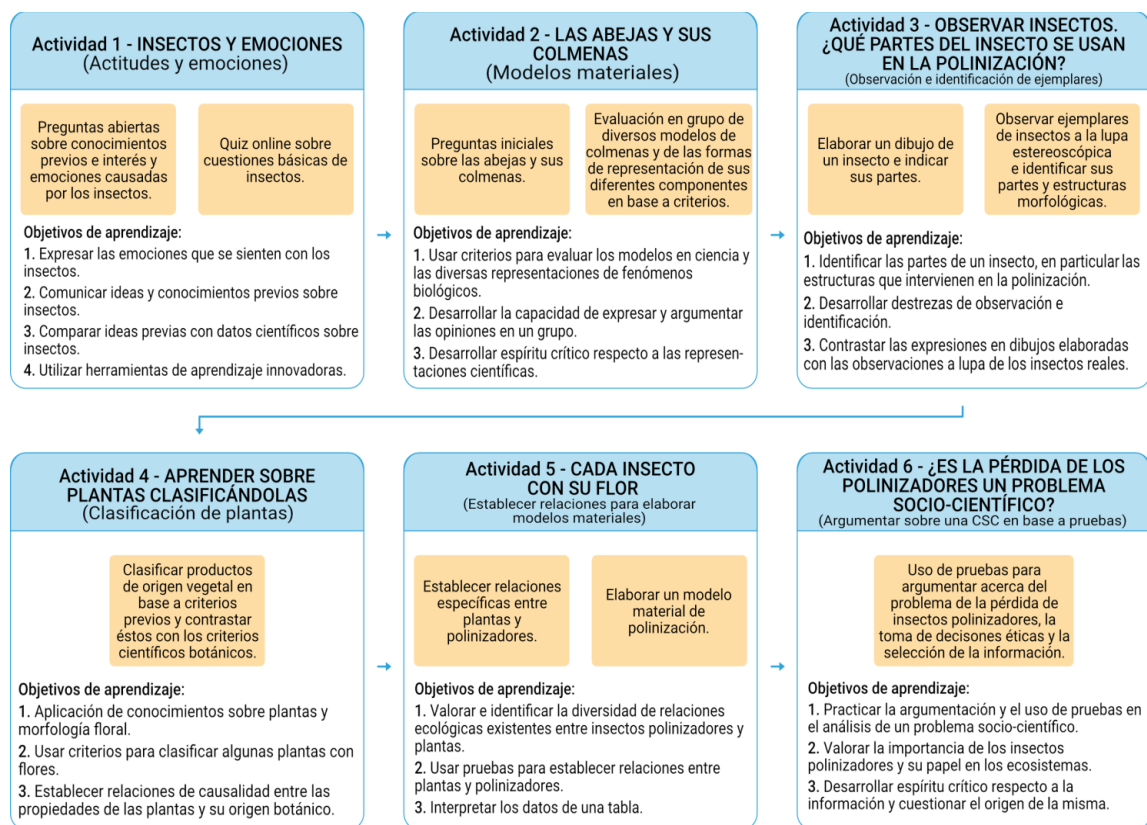 Actividad 1 - INSECTOS Y EMOCIONES
(Actitudes y emociones)
Preguntas abiertas
sobre conocimientos
previos e interés y
emociones causadas
por los insectos.
Quiz online sobre
cuestiones básicas de
insectos.
Objetivos de aprendizaje:
1. Expresar las emociones que se sienten con los
insectos.
2. Comunicar ideas y conocimientos previos sobre
insectos.
3. Comparar ideas previas con datos científicos sobre
insectos.
4. Utilizar herramientas de aprendizaje innovadoras.
Actividad 2 - LAS ABEJAS Y SUS
COLMENAS
(Modelos materiales)
Preguntas iniciales
sobre las abejas y sus
colmenas.
Evaluación en grupo de
diversos modelos de
colmenas y de las formas
de representación de sus
diferentes componentes
en base a criterios.
Objetivos de aprendizaje:
1. Usar criterios para evaluar los modelos en ciencia y
las diversas representaciones de fenómenos
biológicos.
2. Desarrollar la capacidad de expresar y argumentar
las opiniones en un grupo.
3. Desarrollar espíritu crítico respecto a las represen-
taciones científicas.
Actividad 3 - OBSERVAR INSECTOS.
¿QUÉ PARTES DEL INSECTO SE USAN
EN LA POLINIZACIÓN?
(Observación e identificación de ejemplares)
Elaborar un dibujo de
un insecto e indicar
sus partes.
Observar ejemplares
de insectos a la lupa
estereoscópica
e identificar sus
partes y estructuras
morfológicas.
Objetivos de aprendizaje:
1. Identificar las partes de un insecto, en particular las
estructuras que intervienen en la polinización.
2. Desarrollar destrezas de observación e
identificación.
3. Contrastar las expresiones en dibujos elaboradas
con las observaciones a lupa de los insectos reales.
Actividad 4 - APRENDER SOBRE
PLANTAS CLASIFICÁNDOLAS
(Clasificación de plantas)
Clasificar productos
de origen vegetal en
base a criterios
previos y contrastar
éstos con los criterios
científicos botánicos.
Objetivos de aprendizaje:
1. Aplicación de conocimientos sobre plantas y
morfología floral.
2. Usar criterios para clasificar algunas plantas con
flores.
3. Establecer relaciones de causalidad entre las
propiedades de las plantas y su origen botánico.
Actividad 5 - CADA INSECTO
CON SU FLOR
(Establecer relaciones para elaborar
modelos materiales)
Establecer relaciones
específicas entre
plantas y
polinizadores.
Elaborar un modelo
material de
polinización.
Objetivos de aprendizaje:
1. Valorar e identificar la diversidad de relaciones
ecológicas existentes entre insectos polinizadores y
plantas.
2. Usar pruebas para establecer relaciones entre
plantas y polinizadores.
3. Interpretar los datos de una tabla.
Actividad 6 - ¿ES LA PÉRDIDA DE LOS
POLINIZADORES UN PROBLEMA
SOCIO-CIENTÍFICO?
(Argumentar sobre una CSC en base a pruebas)
Uso de pruebas para
argumentar acerca del
problema de la pérdida de
insectos polinizadores, la
toma de decisiones éticas y la
selección de la información.
Objetivos de aprendizaje:
1. Practicar la argumentación y el uso de pruebas en
el análisis de un problema socio-científico.
2. Valorar la importancia de los insectos
polinizadores y su papel en los ecosistemas.
3. Desarrollar espíritu crítico respecto a la
información y cuestionar el origen de la misma.